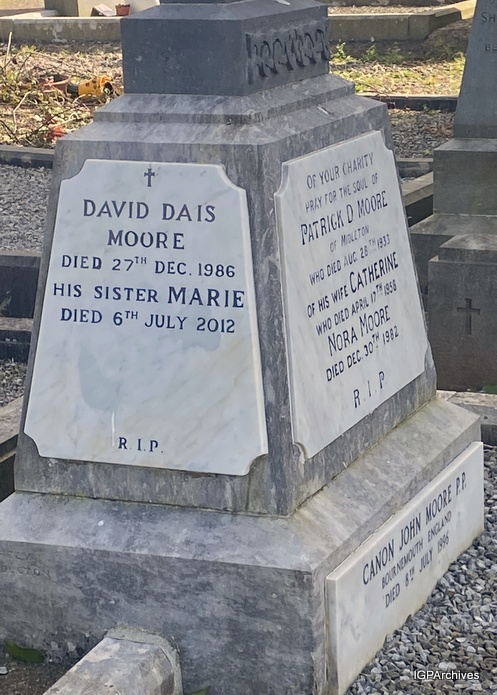 DAVID DAIS
MOORE
DIED 27TH DEC. 1986
HIS SISTER MARIE
DIED 6TH JULY 2012
R.I.P.
OF YOUR CHARITY
PRAY FOR THE SOUL OF
PATRICK D MOORE
OF MIDLETON
WHO DIED AUG. 28TH 1933
OF HIS WIFE CATHERINE
WHO DIED APRIL 17TH 1958
NORA MOORE
DIED DEC. 30TH 1982
R I P
CANON JOHN MOORE P.P.
BOURNEMOUTH ENGLAND
DIED 8TH JULY 1996
IGPArchives